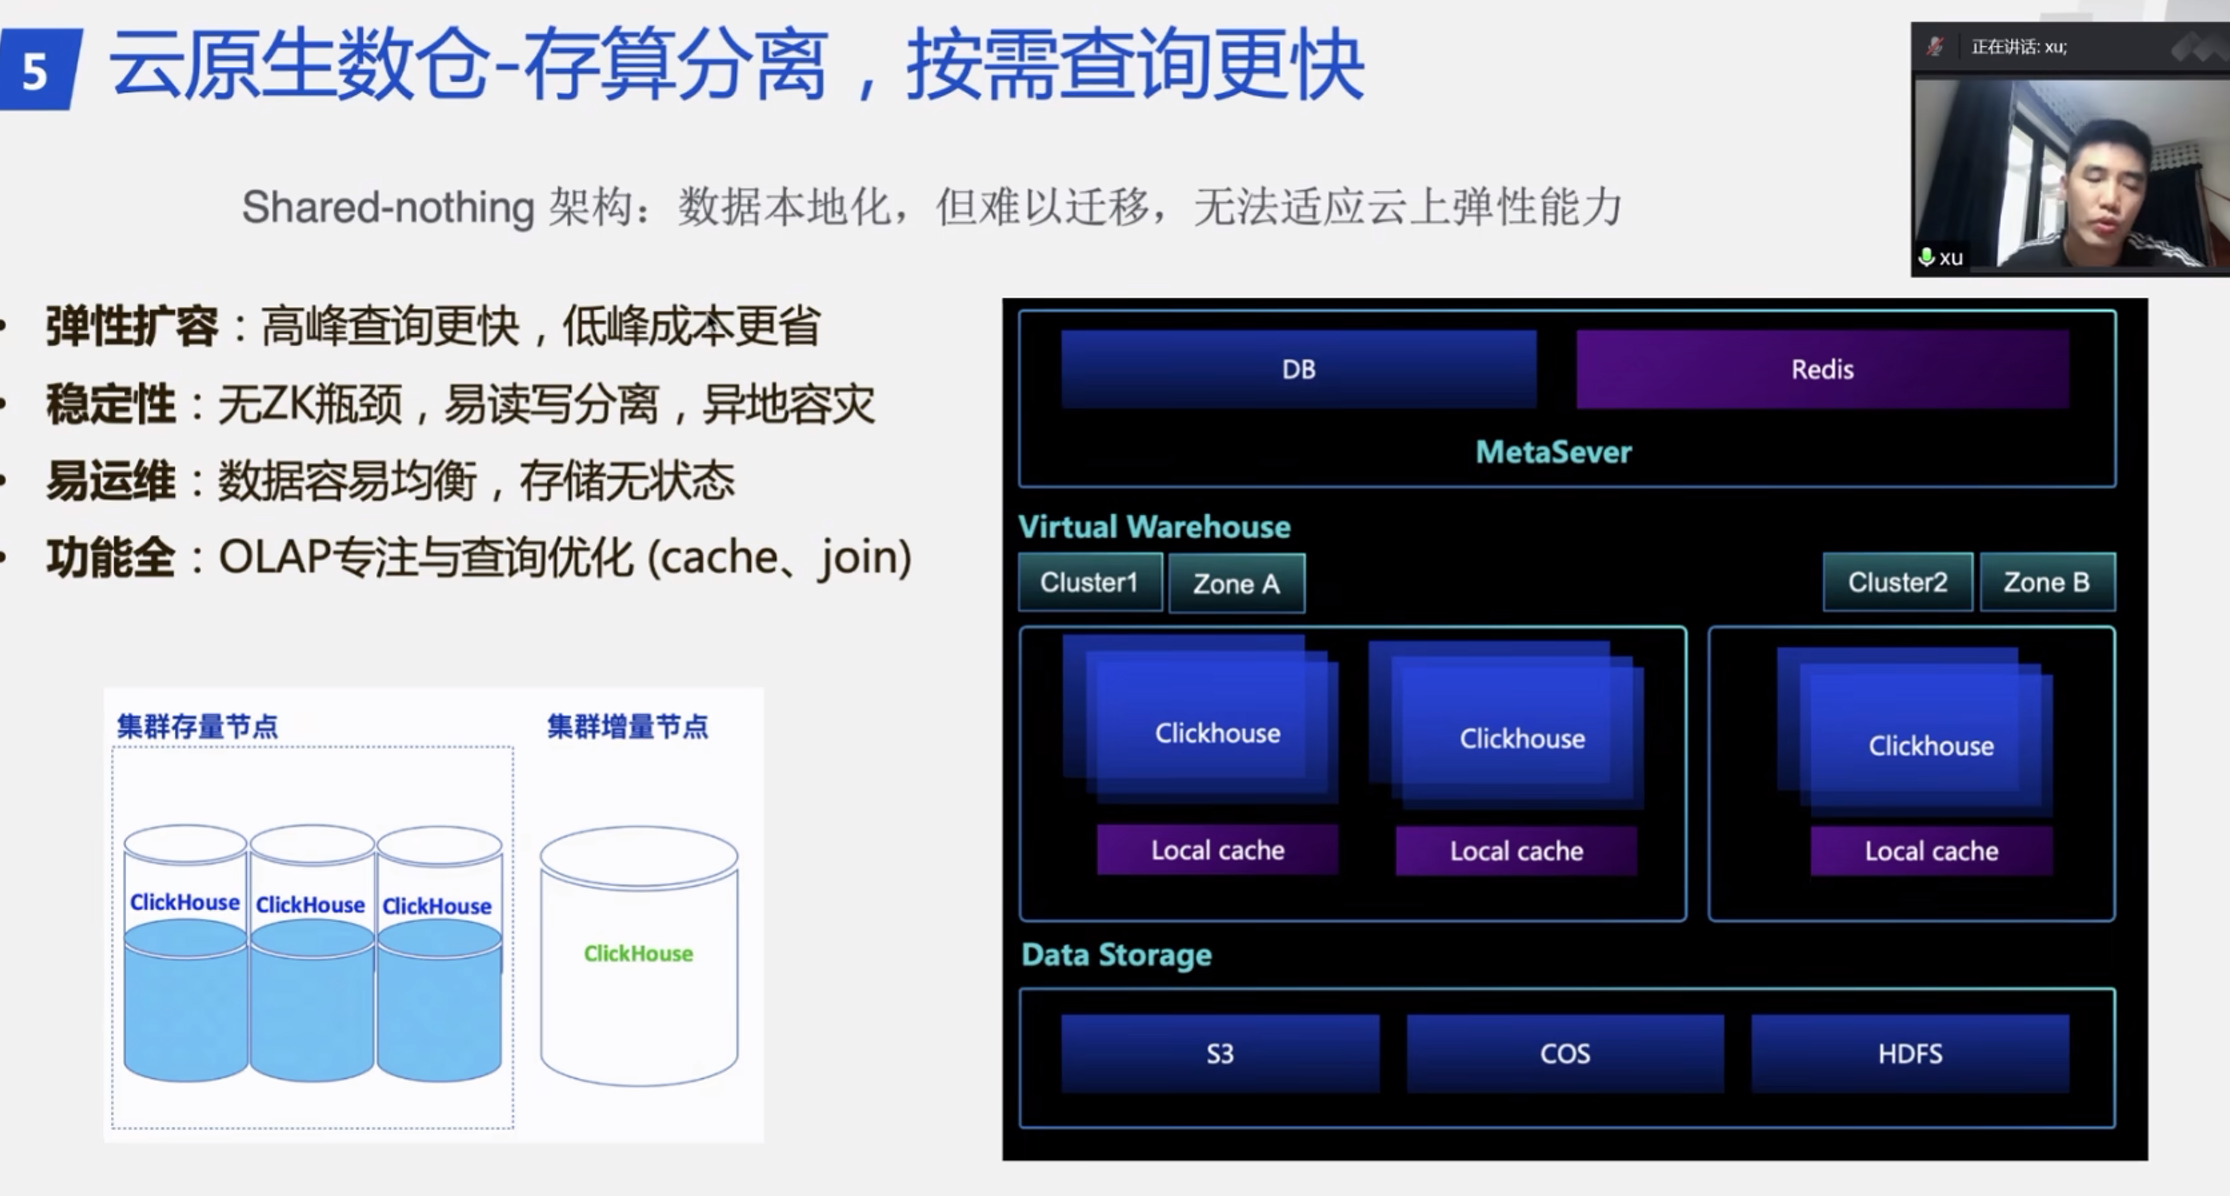 5 云原生数仓-存算分离，按需查询更快
正在讲话: xu;
xu
Shared-nothing 架构：数据本地化，但难以迁移，无法适应云上弹性能力
• 弹性扩容：高峰查询更快，低峰成本更省
• 稳定性：无ZK瓶颈，易读写分离，异地容灾
• 易运维：数据容易均衡，存储无状态
• 功能全：OLAP专注与查询优化 (cache、join)
集群存量节点 集群增量节点
ClickHouse ClickHouse ClickHouse
ClickHouse
DB Redis
MetaSever
Virtual Warehouse
Cluster1 Zone A Cluster2 Zone B
Clickhouse Clickhouse Clickhouse
Local cache Local cache Local cache
Data Storage
S3 COS HDFS